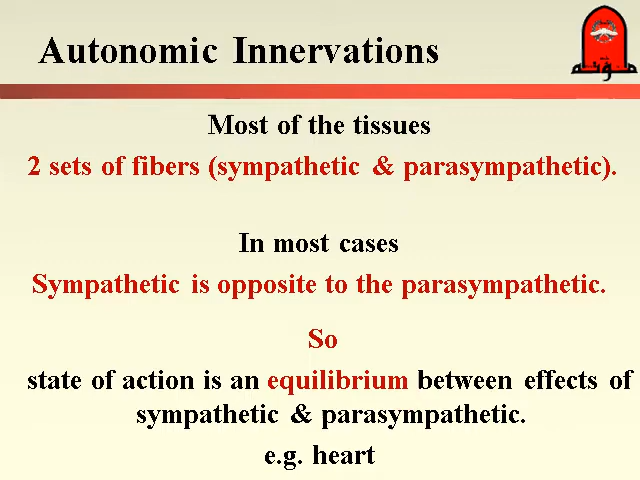 Autonomic Innervations
مؤته
Most of the tissues
2 sets of fibers (sympathetic & parasympathetic).
In most cases
Sympathetic is opposite to the parasympathetic.
So
state of action is an equilibrium between effects of
sympathetic & parasympathetic.
e.g. heart